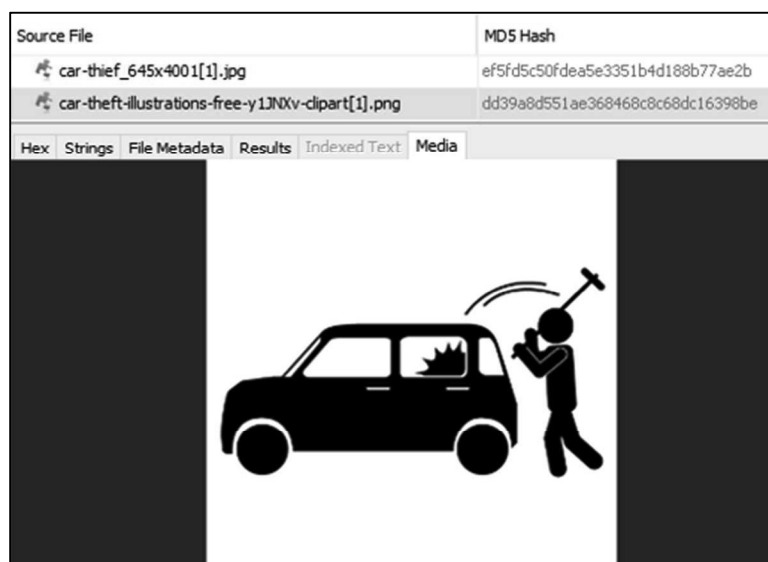 Source File MD5 Hash
car-thief_645x4001[1].jpg ef5fd5c50fdea5e3351b4d188b77ae2b
car-theft-illustrations-free-y1JNXv-clipart[1].png dd39a8d551ae368468c8c68dc16398be
Hex Strings File Metadata Results Indexed Text Media